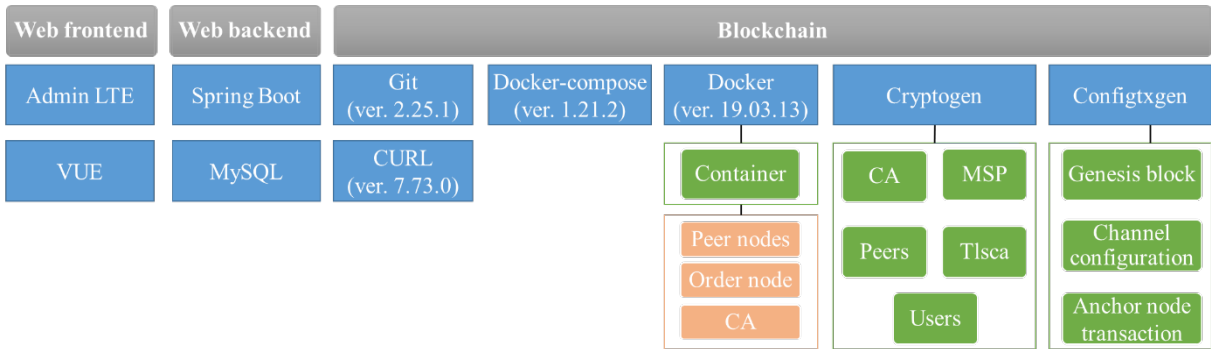 Web frontend
Web backend
Blockchain
Admin LTE
Spring Boot
Git
(ver. 2.25.1)
Docker-compose
(ver. 1.21.2)
Docker
(ver. 19.03.13)
Cryptogen
Configtxgen
VUE
MySQL
CURL
(ver. 7.73.0)
Container
CA
MSP
Genesis block
Peer nodes
Order node
CA
Peers
Tlsca
Channel
configuration
Users
Anchor node
transaction